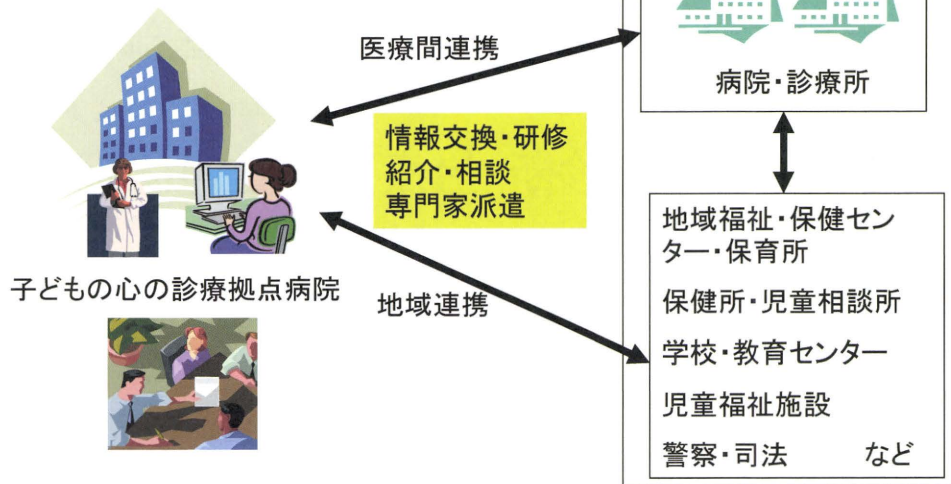 医療間連携
病院・診療所
情報交換・研修
紹介・相談
専門家派遣
地域福祉・保健セン
ター・保育所
子どもの心の診療拠点病院
地域連携
保健所・児童相談所
学校・教育センター
児童福祉施設
警察・司法 など